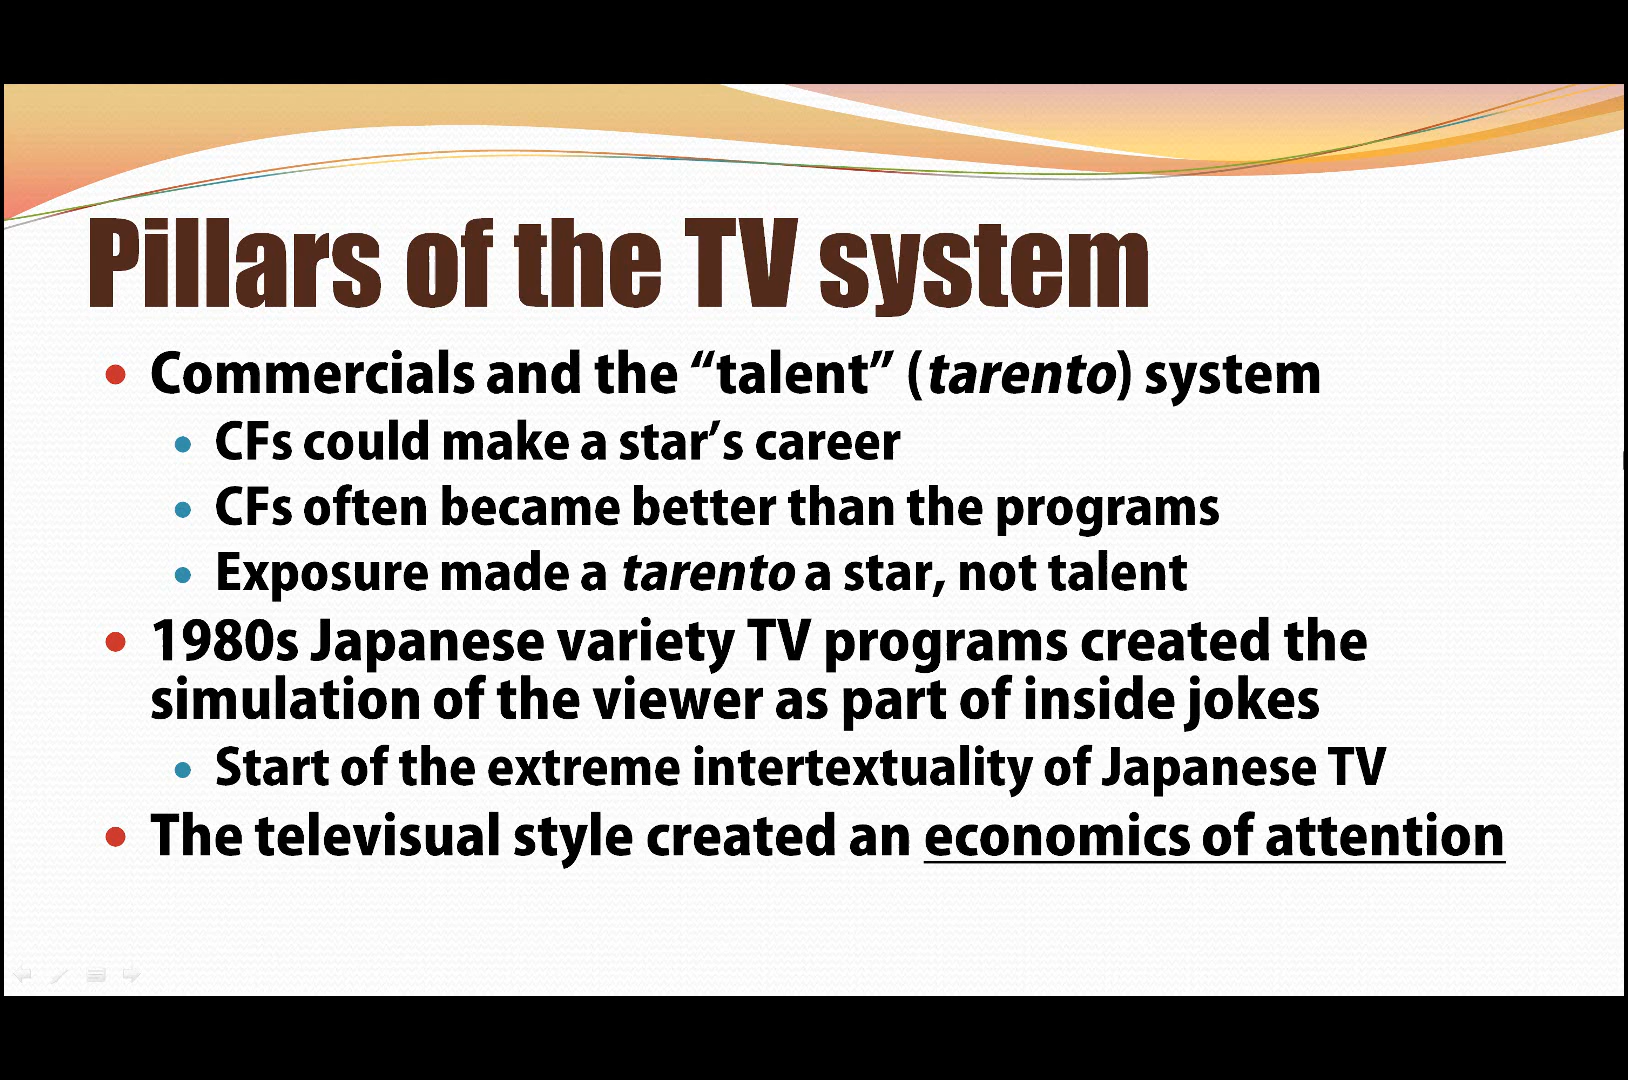 Pillars of the TV system
Commercials and the “talent” (tarento) system
CFs could make a star’s career
CFs often became better than the programs
Exposure made a tarento a star, not talent
1980s Japanese variety TV programs created the
simulation of the viewer as part of inside jokes
Start of the extreme intertextuality of Japanese TV
The televisual style created an economics of attention